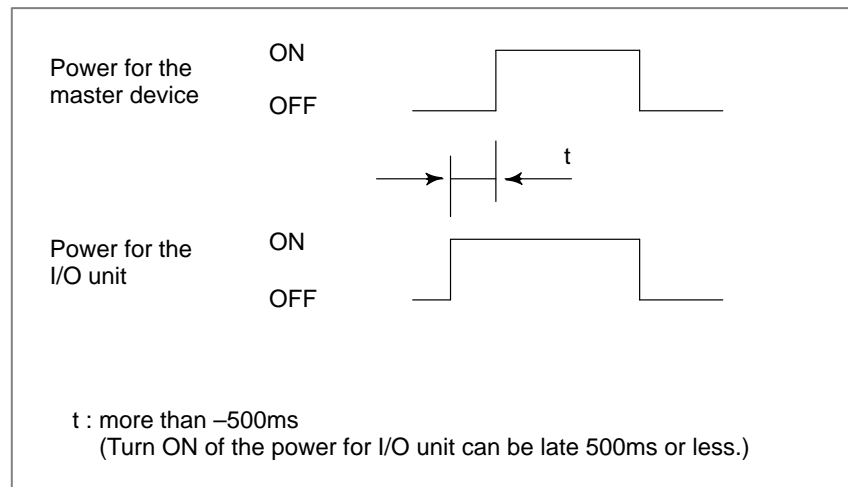 Power for the
master device
ON
OFF
t
Power for the
I/O unit
ON
OFF
t : more than –500ms
(Turn ON of the power for I/O unit can be late 500ms or less.)